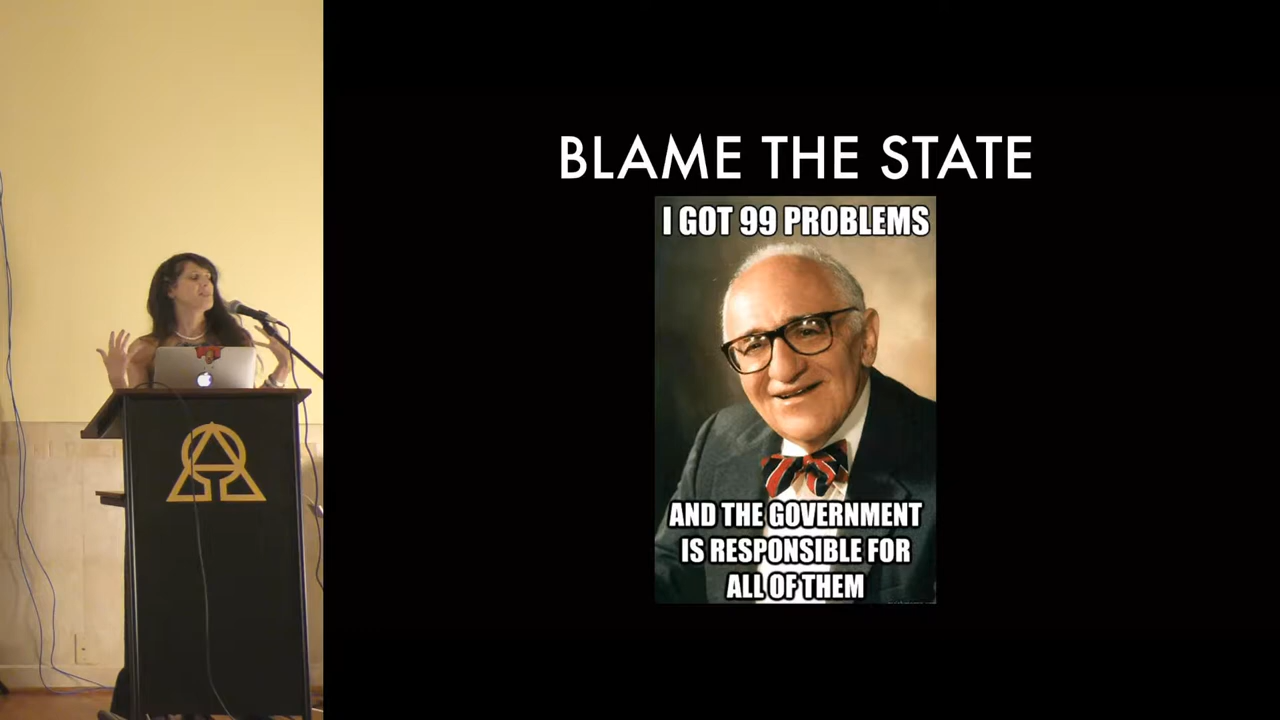 BLAME THE STATE
I GOT 99 PROBLEMS
AND THE GOVERNMENT
IS RESPONSIBLE FOR
ALL OF THEM